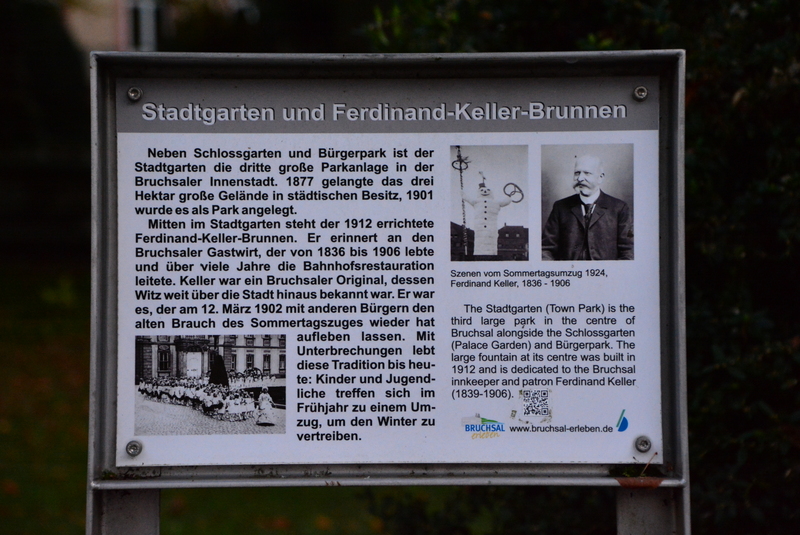 Stadtgarten und Ferdinand-Keller-Brunnen
Neben Schlossgarten und Bürgerpark ist der
Stadtgarten die dritte große Parkanlage in der
Bruchsaler Innenstadt. 1877 gelangte das drei
Hektar große Gelände in städtischen Besitz, 1901
wurde es als Park angelegt.
Mitten im Stadtgarten steht der 1912 errichtete
Ferdinand-Keller-Brunnen. Er erinnert an den
Bruchsaler Gastwirt, der von 1836 bis 1906 lebte
und über viele Jahre die Bahnhofsrestauration
leitete. Keller war ein Bruchsaler Original, dessen
Witz weit über die Stadt hinaus bekannt war. Er war
es, der am 12. März 1902 mit anderen Bürgern den
alten Brauch des Sommertagszuges wieder hat
aufleben lassen. Mit
Unterbrechungen lebt
diese Tradition bis heu-
te: Kinder und Jugend-
liche treffen sich im
Frühjahr zu einem Um-
zug, um den Winter zu
vertreiben.
Szenen vom Sommertagsumzug 1924,
Ferdinand Keller, 1836 - 1906
The Stadtgarten (Town Park) is the
third large park in the centre of
Bruchsal alongside the Schlossgarten
(Palace Garden) and Bürgerpark. The
large fountain at its centre was built in
1912 and is dedicated to the Bruchsal
innkeeper and patron Ferdinand Keller
(1839-1906).
BRUCHSAL
erleben
www.bruchsal-erleben.de